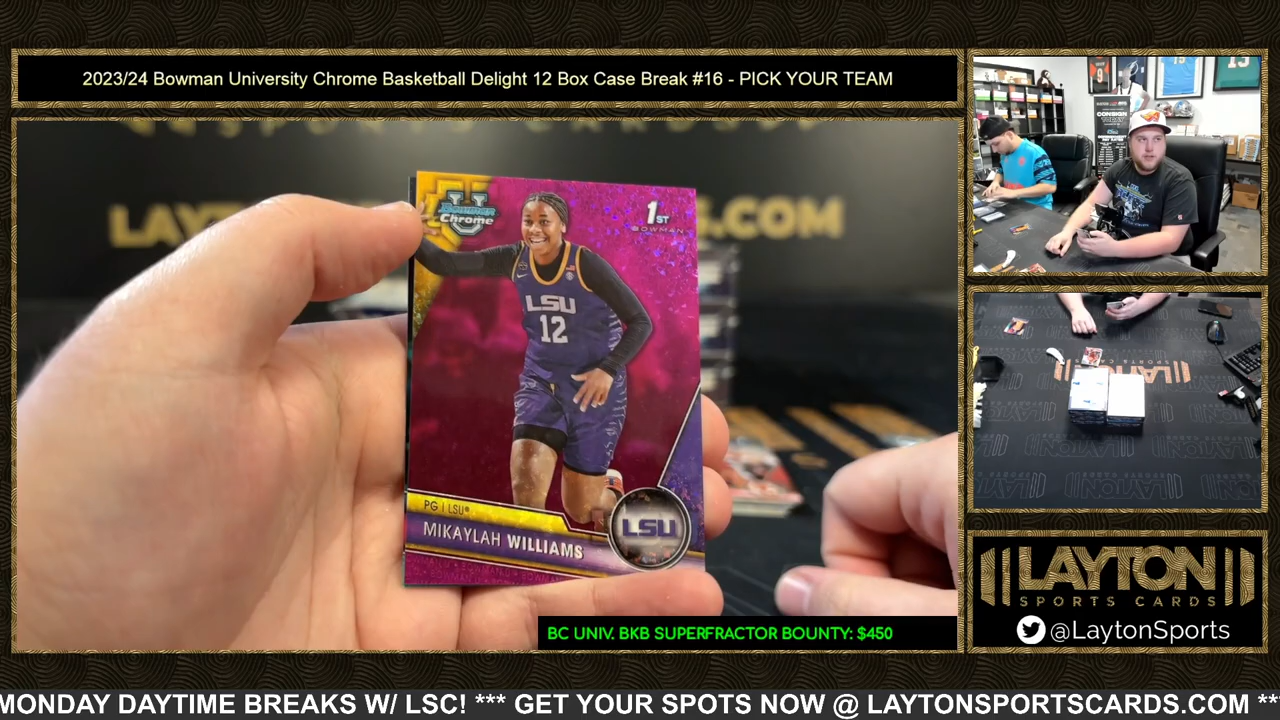 2023/24 Bowman University Chrome Basketball Delight 12 Box Case Break #16 - PICK YOUR TEAM
U
BOWMAN
Chrome
1ST
BOWMAN
LSU
12
PG | LSU
MIKAYLAH WILLIAMS
LSU
CONSIGN
LAYTON
SPORTS CARDS
@LaytonSports
BC UNIV. BKB SUPERFRACTOR BOUNTY: $450
MONDAY DAYTIME BREAKS W/ LSC! *** GET YOUR SPOTS NOW @ LAYTONSPORTSCARDS.COM **